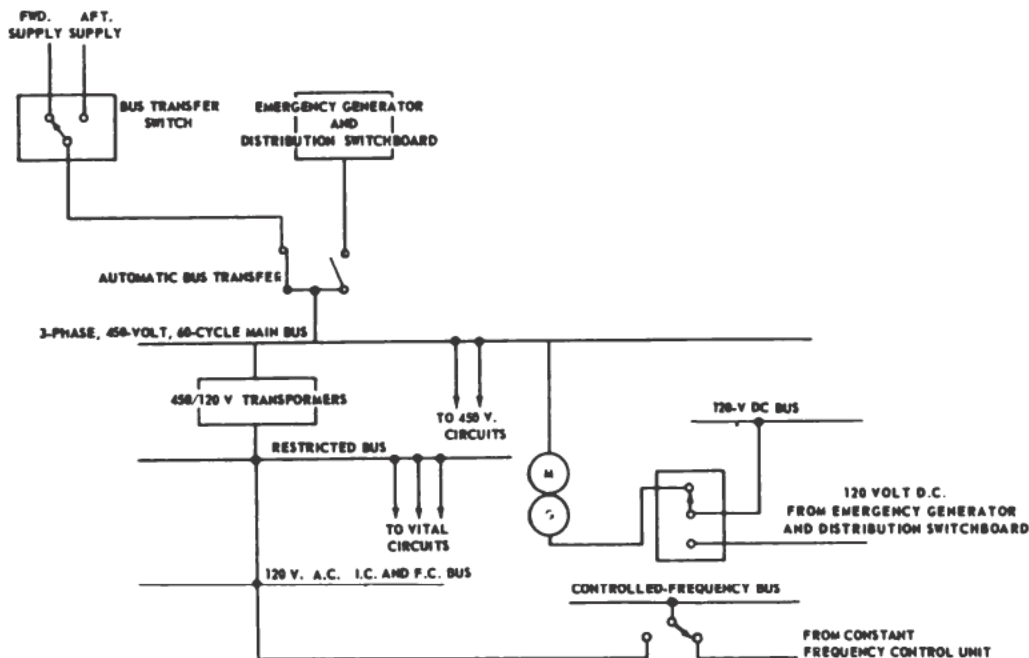 FWD. SUPPLY
AFT. SUPPLY
BUS TRANSFER
SWITCH
EMERGENCY GENERATOR
AND
DISTRIBUTION SWITCHBOARD
AUTOMATIC BUS TRANSFER
3-PHASE, 450-VOLT, 60-CYCLE MAIN BUS
450/120 V TRANSPORMERS
TO 450 V.
CIRCUITS
120-V DC BUS
RESTRICTED BUS
M
G
120 VOLT D.C.
FROM EMERGENCY GENERATOR
AND DISTRIBUTION SWITCHBOARD
TO VITAL
CIRCUITS
120 V. A.C. I.C. AND F.C. BUS
CONTROLLED-FREQUENCY BUS
FROM CONSTANT
FREQUENCY CONTROL UNIT